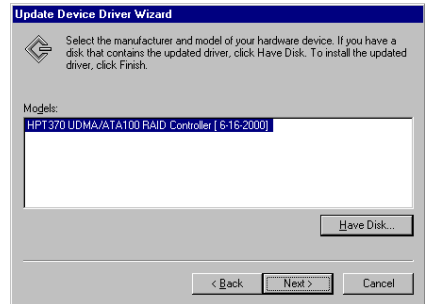 Update Device Driver Wizard
Select the manufacturer and model of your hardware device. If you have a
disk that contains the updated driver, click Have Disk. To install the updated
driver, click Finish.
Models:
HPT370 UDMA/ATA100 RAID Controller [ 6-16-2000]
Have Disk...
< Back
Next >
Cancel